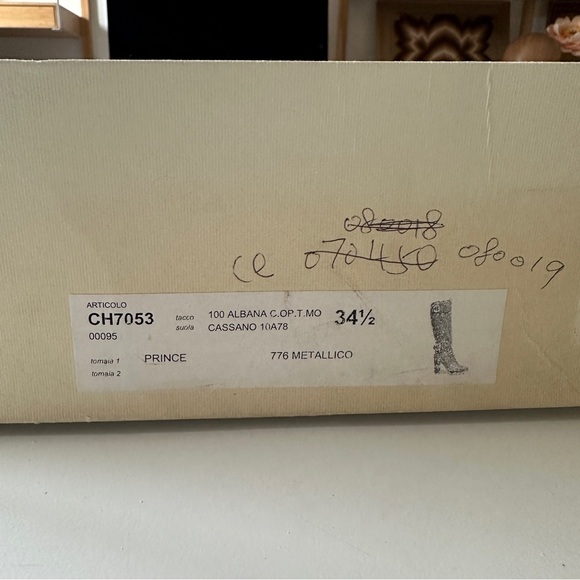 080018
ce 070450 080019
ARTICOLO
CH7053 tacco 100 ALBANA C.OP.T.MO 34½
00095 suola CASSANO 10A78
tomaia 1 PRINCE 776 METALLICO
tomaia 2